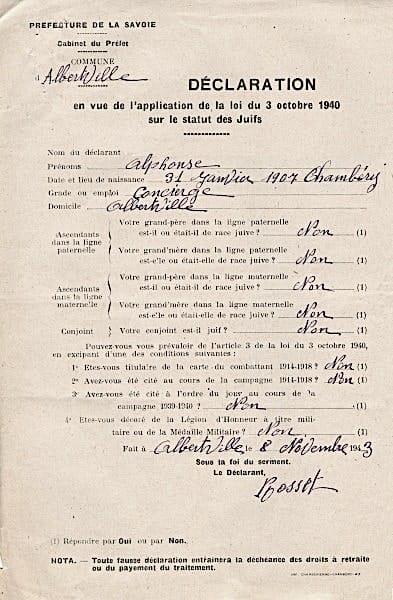 PREFECTURE DE LA SAVOIE
Cabinet du Préfet
COMMUNE
d'Albertville
DÉCLARATION
en vue de l'application de la loi du 3 octobre 1940
sur le statut des Juifs
Nom du déclarant
Prénoms Alphonse
Date et lieu de naissance 31 Janvier 1907 Chambéry
Grade ou emploi Concierge
Domicile Albertville
Ascendants dans la ligne paternelle
Votre grand-père dans la ligne paternelle
est-il ou était-il de race juive ? Non (1)
Votre grand'mère dans la ligne paternelle
est-elle ou était-elle de race juive ? Non (1)
Ascendants dans la ligne maternelle
Votre grand-père dans la ligne maternelle
est-il ou était-il de race juive ? Non (1)
Votre grand'mère dans la ligne maternelle
est-elle ou était-elle de race juive ? Non (1)
Conjoint Votre conjoint est-il juif ? Non (1)
Pouvez-vous vous prévaloir de l'article 3 de la loi du 3 octobre 1940,
en excipant d'une des conditions suivantes :
1° Etes-vous titulaire de la carte du combattant 1914-1918 ? Non (1)
2° Avez-vous été cité au cours de la campagne 1914-1918 ? Non (1)
3° Avez-vous été cité à l'ordre du jour au cours de la
campagne 1939-1940 ? Non (1)
4° Etes-vous décoré de la Légion d'Honneur à titre mili-
taire ou de la Médaille Militaire ? Non (1)
Fait à Albertville le 8 Novembre 1943
Sous la foi du serment.
Le Déclarant,
Rosset
(1) Répondre par Oui ou par Non.
NOTA. — Toute fausse déclaration entraînera la déchéance des droits à retraite
ou du payement du traitement.